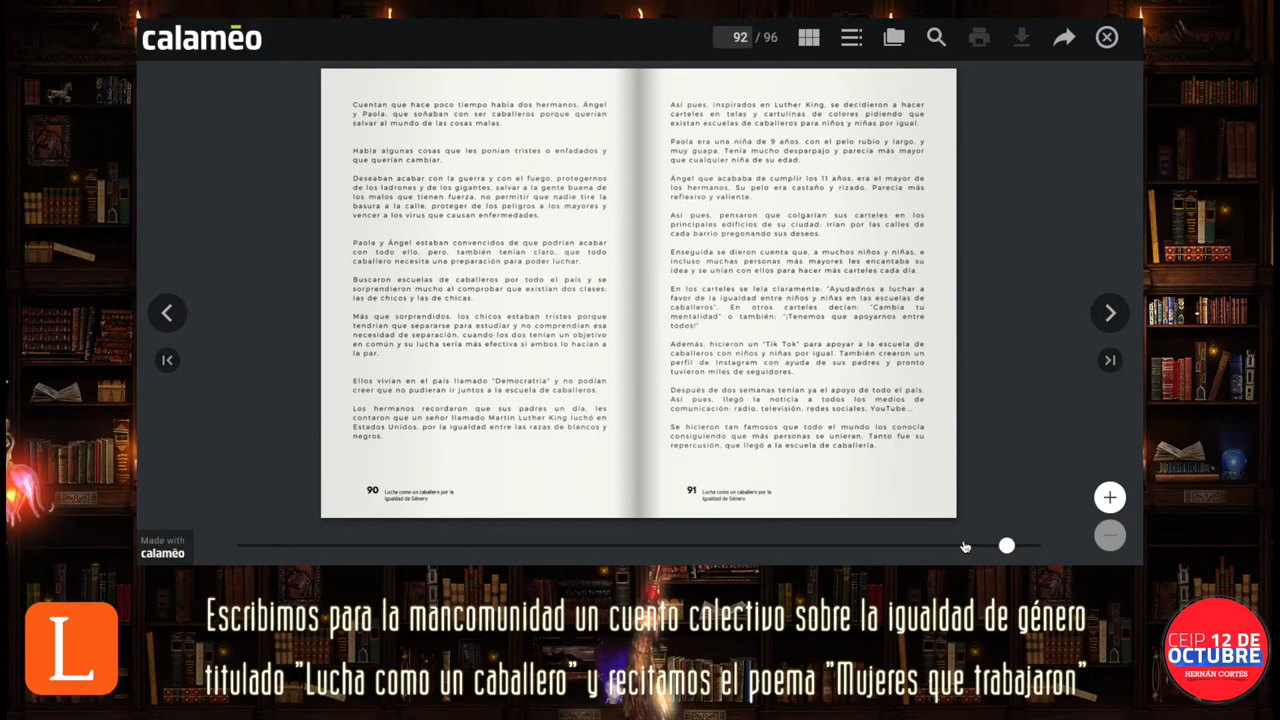 calamēo
92 / 96
Cuentan que hace poco tiempo había dos hermanos, Ángel
y Paola, que soñaban con ser caballeros porque querían
salvar al mundo de las cosas malas.
Había algunas cosas que les ponían tristes o enfadados y
que querían cambiar.
Deseaban acabar con la guerra y con el fuego, protegernos
de los ladrones y de los gigantes, salvar a la gente buena de
los malos que tienen fuerza, no permitir que nadie tire la
basura a la calle, proteger de los peligros a los mayores y
vencer a los virus que causan enfermedades.
Paola y Ángel estaban convencidos de que podrían acabar
con todo ello, pero, también tenían claro, que todo
caballero necesita una preparación para poder luchar.
Buscaron escuelas de caballeros por todo el país y se
sorprendieron mucho al comprobar que existían dos clases:
las de chicos y las de chicas.
Más que sorprendidos, los chicos estaban tristes porque
tendrían que separarse para estudiar y no comprendían esa
necesidad de separación, cuando los dos tenían un objetivo
en común y su lucha sería más efectiva si ambos lo hacían a
la par.
Ellos vivían en el país llamado "Democratria" y no podían
creer que no pudieran ir juntos a la escuela de caballeros.
Los hermanos recordaron que sus padres un día, les
contaron que un señor llamado Martin Luther King luchó en
Estados Unidos, por la igualdad entre las razas de blancos y
negros.
90 Lucha como un caballero por la
Igualdad de Género
Así pues, inspirados en Luther King, se decidieron a hacer
carteles en telas y cartulinas de colores pidiendo que
existan escuelas de caballeros para niños y niñas por igual.
Paola era una niña de 9 años, con el pelo rubio y largo, y
muy guapa. Tenía mucho desparpajo y parecía más mayor
que cualquier niña de su edad.
Ángel que acababa de cumplir los 11 años, era el mayor de
los hermanos. Su pelo era castaño y rizado. Parecía más
reflexivo y valiente.
Así pues, pensaron que colgarían sus carteles en los
principales edificios de su ciudad; irían por las calles de
cada barrio pregonando sus deseos.
Enseguida se dieron cuenta que, a muchos niños y niñas, e
incluso muchas personas más mayores les encantaba su
idea y se unían con ellos para hacer más carteles cada día.
En los carteles se leía claramente: "Ayudadnos a luchar a
favor de la igualdad entre niños y niñas en las escuelas de
caballeros". En otros carteles decían: "Cambia tu
mentalidad" o también: "¡Tenemos que apoyarnos entre
todos!"
Además, hicieron un "Tik Tok" para apoyar a la escuela de
caballeros con niños y niñas por igual. También crearon un
perfil de Instagram con ayuda de sus padres y pronto
tuvieron miles de seguidores.
Después de dos semanas tenían ya el apoyo de todo el país.
Así pues, llegó la noticia a todos los medios de
comunicación: radio, televisión, redes sociales, YouTube...
Se hicieron tan famosos que todo el mundo los conocía
consiguiendo que más personas se unieran. Tanto fue su
repercusión, que llegó a la escuela de caballería.
91 Lucha como un caballero por la
Igualdad de Género
Made with
calamēo
L
Escribimos para la mancomunidad un cuento colectivo sobre la igualdad de género
titulado "Lucha como un caballero" y recitamos el poema "Mujeres que trabajaron"
CEIP 12 DE
OCTUBRE
HERNÁN CORTÉS